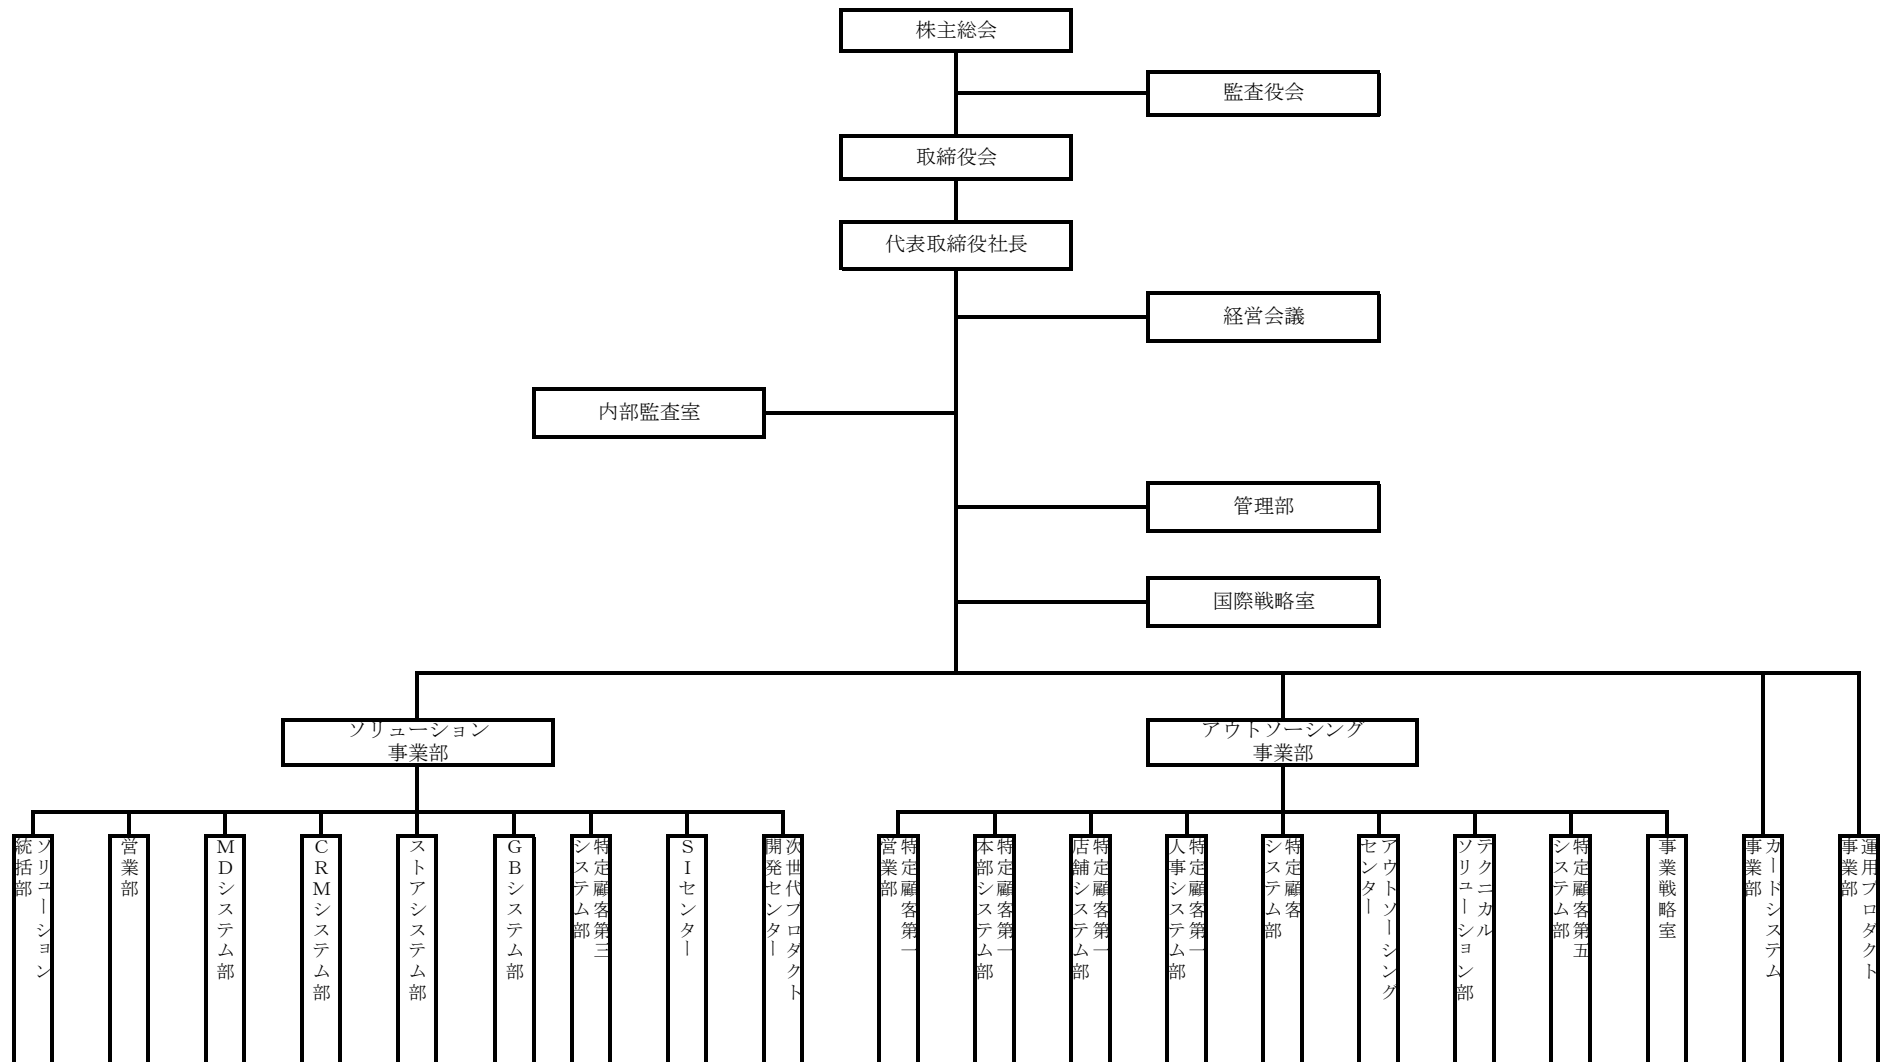 株主総会
監査役会
取締役会
代表取締役社長
経営会議
内部監査室
管理部
国際戦略室
ソリューション
事業部
アウトソーシング
事業部
ソリューション
統括部
営業部
MDシステム部
CRMシステム部
ストアシステム部
GBシステム部
特定顧客第三
システム部
SIセンター
次世代プロダクト
開発センター
特定顧客第一
営業部
特定顧客第一
本部システム部
特定顧客第一
店舗システム部
特定顧客第一
人事システム部
特定顧客
システム部
アウトソーシング
センター
テクニカル
ソリューション部
特定顧客第五
システム部
事業戦略室
カードシステム
事業部
運用プロダクト
事業部